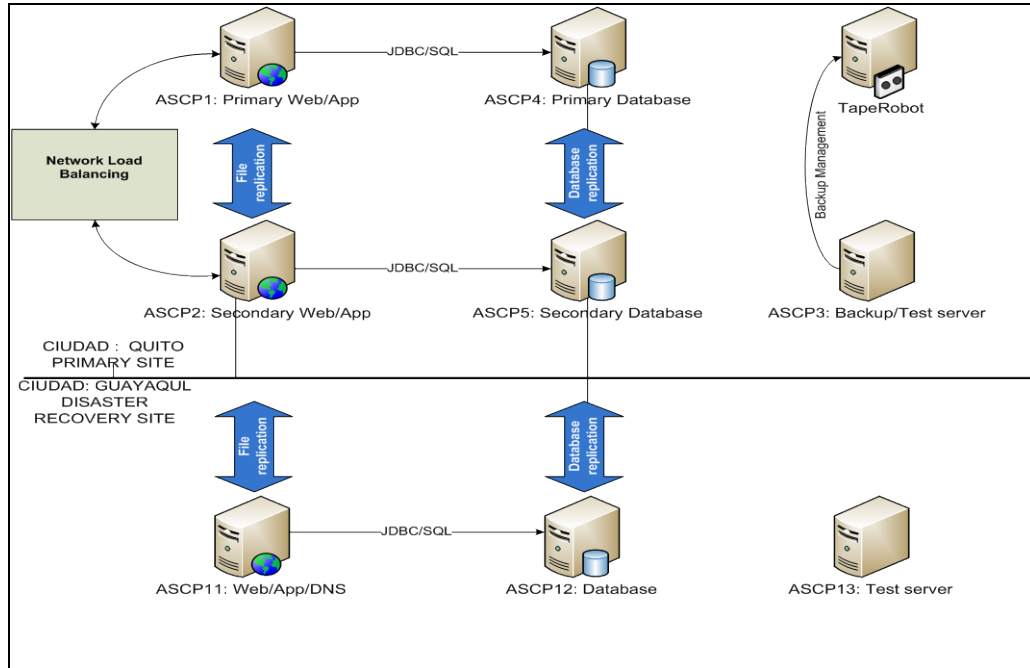 JDBC/SQL
ASCP1: Primary Web/App
ASCP4: Primary Database
TapeRobot
Network Load
Balancing
File
replication
Database
replication
Backup Management
JDBC/SQL
ASCP2: Secondary Web/App
ASCP5: Secondary Database
ASCP3: Backup/Test server
CIUDAD : QUITO
PRIMARY SITE
CIUDAD: GUAYAQUL
DISASTER
RECOVERY SITE
File
replication
Database
replication
JDBC/SQL
ASCP11: Web/App/DNS
ASCP12: Database
ASCP13: Test server